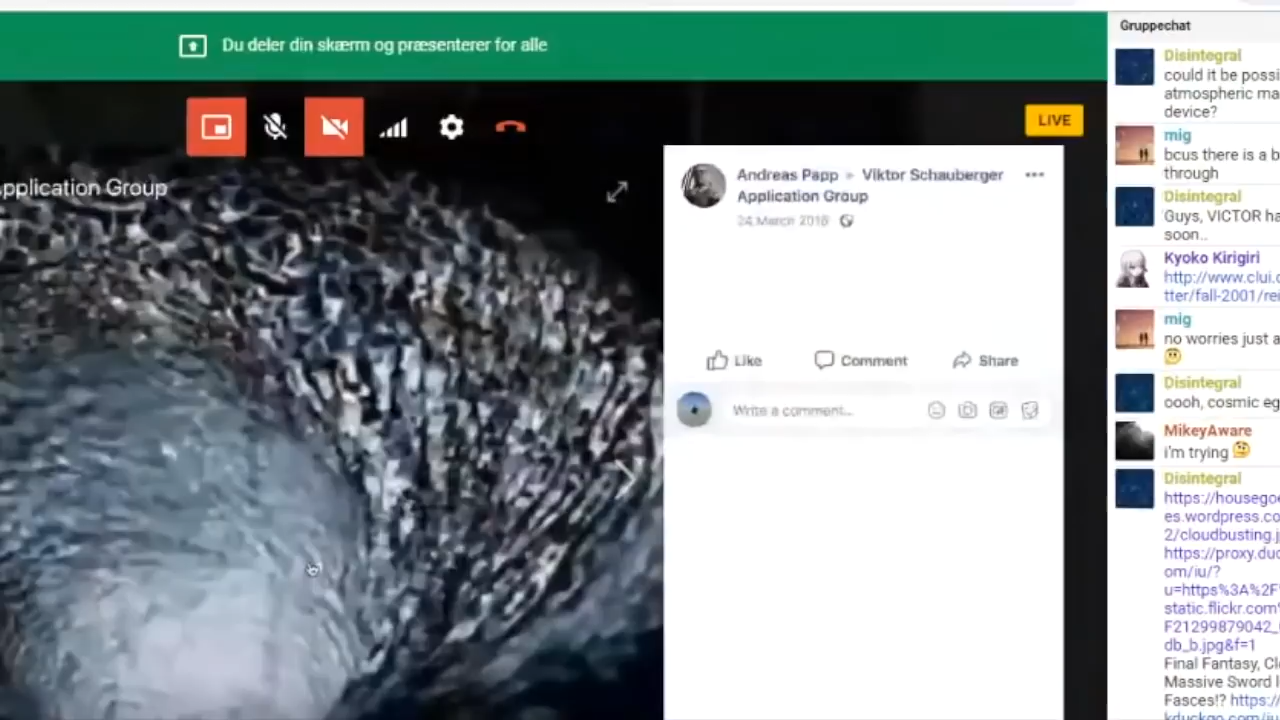 Du deler din skærm og præsenterer for alle
LIVE
pplication Group
Andreas Papp ▸ Viktor Schauberger
Application Group
24 March 2016
Like Comment Share
Write a comment...
Gruppechat
Disintegral
could it be possi
atmospheric ma
device?
mig
bcus there is a b
through
Disintegral
Guys, VICTOR ha
soon..
Kyoko Kirigiri
http://www.clui.o
tter/fall-2001/rei
mig
no worries just a
Disintegral
oooh, cosmic eg
MikeyAware
i'm trying 🤔
Disintegral
https://housegoe
es.wordpress.co
2/cloudbusting.j
https://proxy.duc
om/iu/?
u=https%3A%2F
static.flickr.com
F21299879042_
db_b.jpg&f=1
Final Fantasy, Cl
Massive Sword I
Fasces!? https://
kduckgo.com/iu